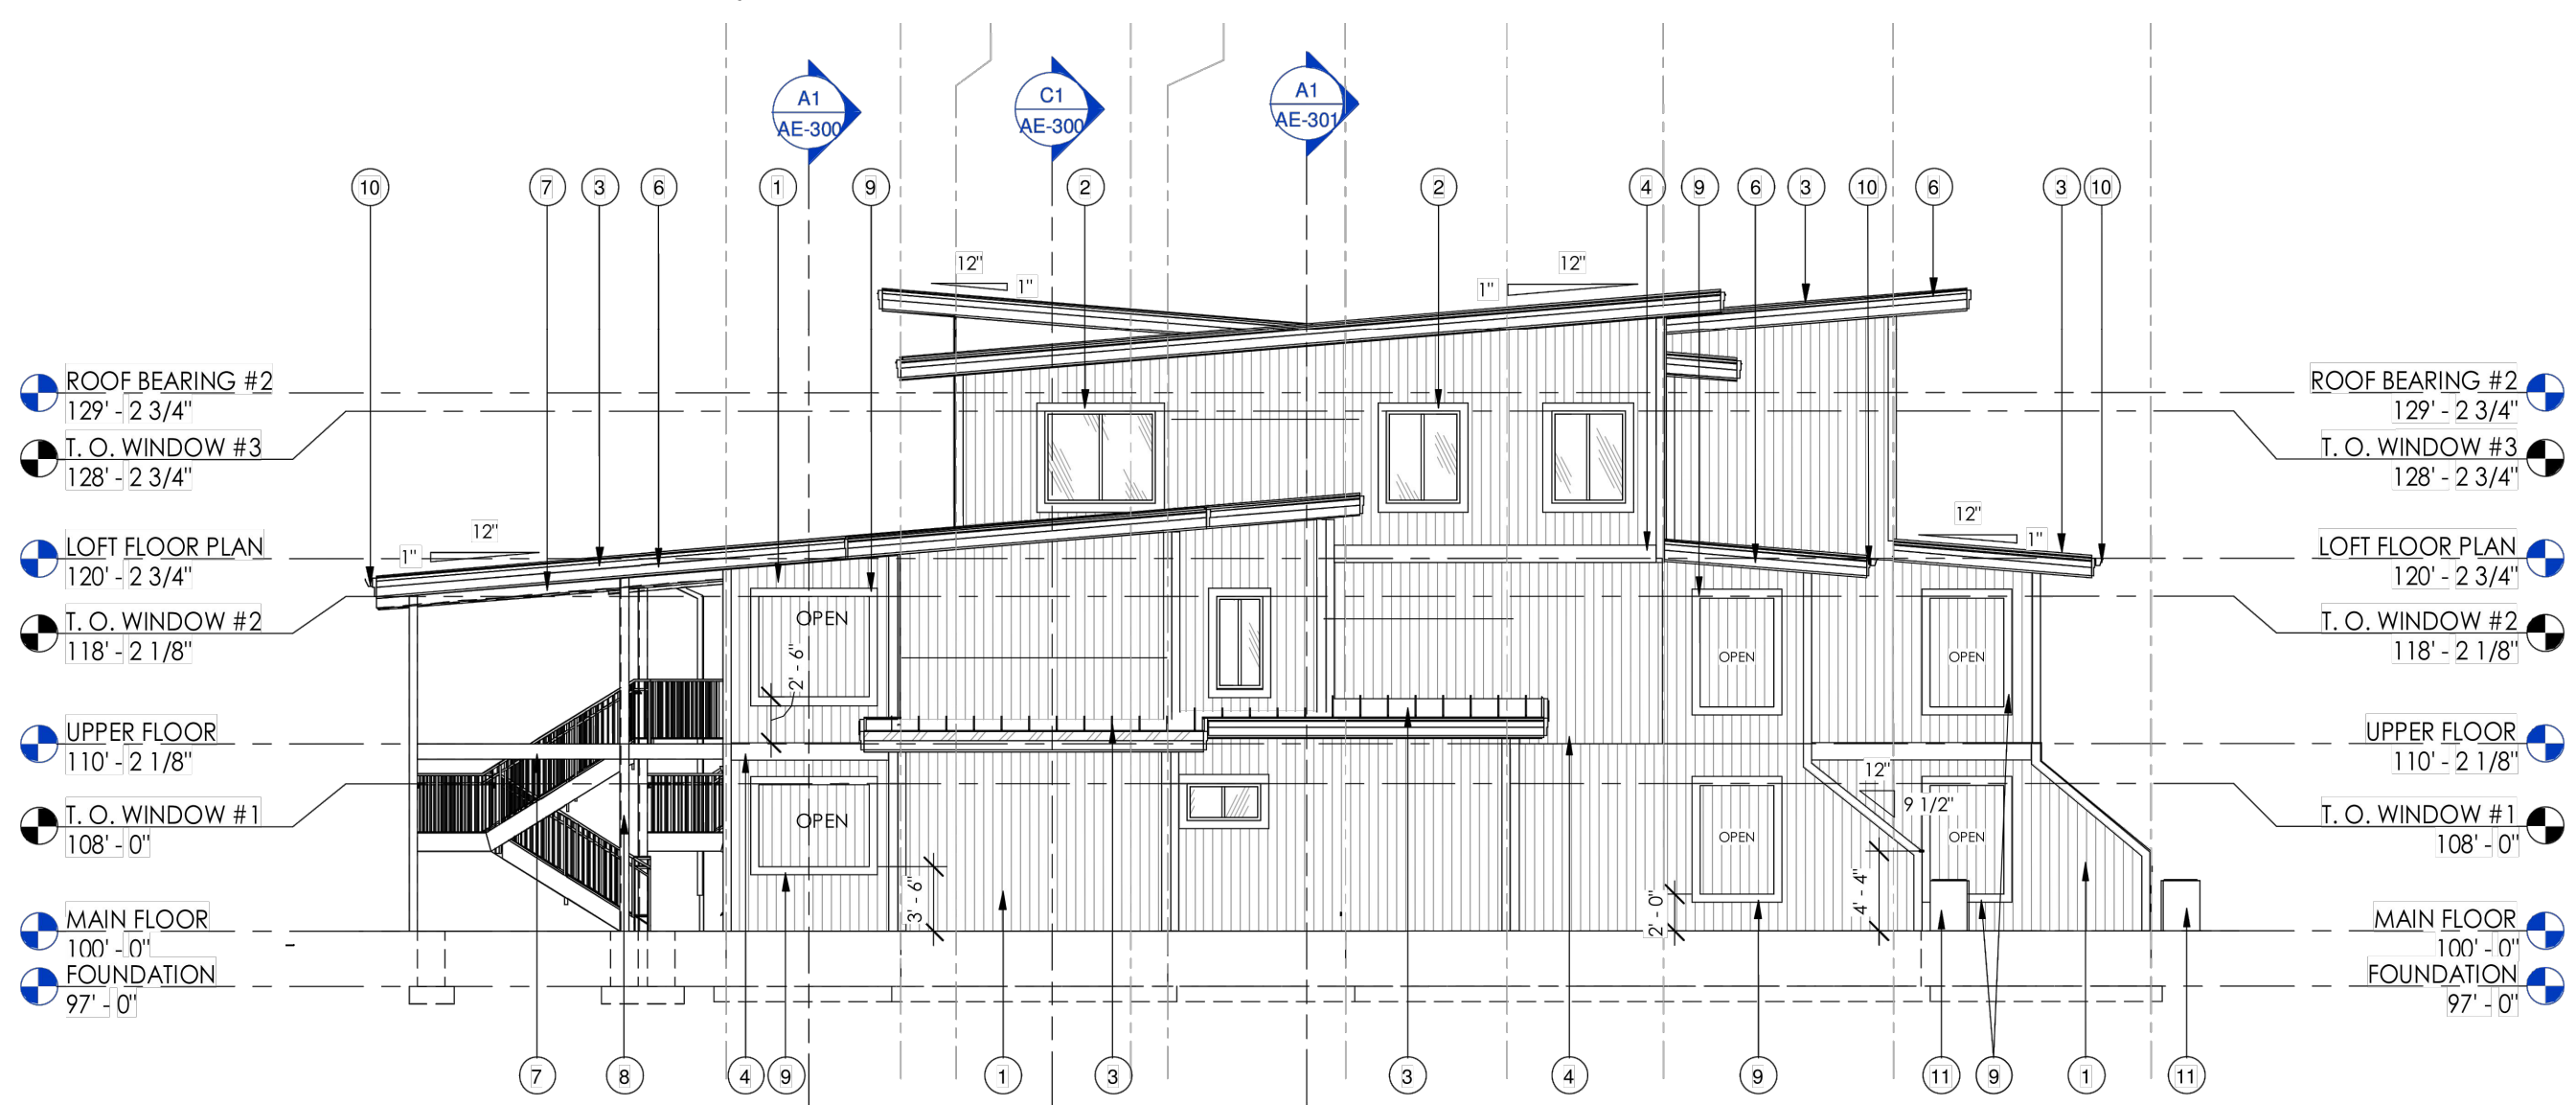 A1
AE-300
C1
AE-300
A1
AE-301
10
7
3
6
1
9
2
2
4
9
6
3
10
6
3
10
12"
1"
12"
1"
ROOF BEARING #2
129' - 2 3/4"
T. O. WINDOW #3
128' - 2 3/4"
LOFT FLOOR PLAN
120' - 2 3/4"
T. O. WINDOW #2
118' - 2 1/8"
UPPER FLOOR
110' - 2 1/8"
T. O. WINDOW #1
108' - 0"
MAIN FLOOR
100' - 0"
FOUNDATION
97' - 0"
12"
1"
OPEN
2' - 6"
OPEN
3' - 6"
12"
1"
OPEN
OPEN
12"
9 1/2"
OPEN
OPEN
2' - 0"
4' - 4"
ROOF BEARING #2
129' - 2 3/4"
T. O. WINDOW #3
128' - 2 3/4"
LOFT FLOOR PLAN
120' - 2 3/4"
T. O. WINDOW #2
118' - 2 1/8"
UPPER FLOOR
110' - 2 1/8"
T. O. WINDOW #1
108' - 0"
MAIN FLOOR
100' - 0"
FOUNDATION
97' - 0"
7
8
4
9
1
3
3
4
9
11
9
1
11